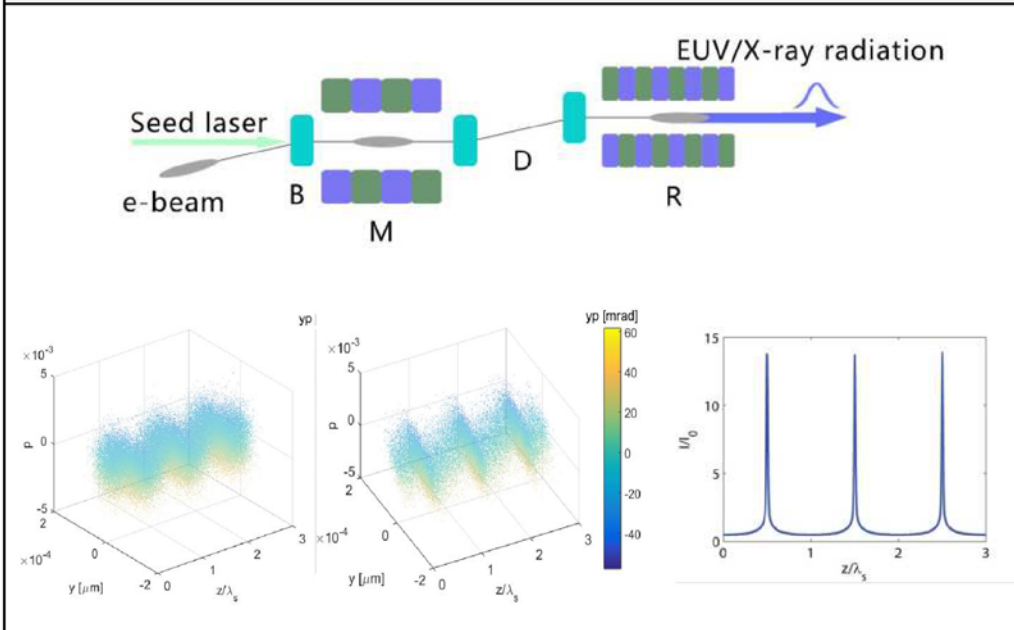 EUV/X-ray radiation
Seed laser
e-beam
B
M
D
R
yp
×10⁻³
5
0
-5
p
2
0
-2
×10⁻⁴
y [μm]
0
1
2
3
z/λs
×10⁻³
5
0
-5
p
2
0
-2
×10⁻⁴
y [μm]
0
1
2
3
z/λs
yp [mrad]
60
40
20
0
-20
-40
15
10
5
0
I/I₀
0
1
2
3
z/λs